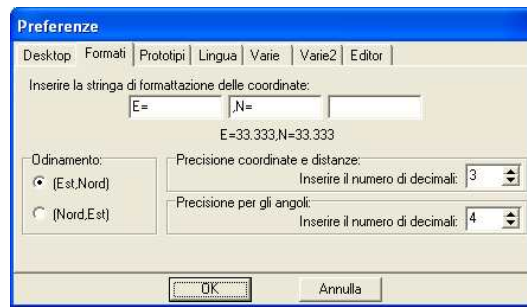 Preferenze
Desktop Formati Prototipi Lingua Varie Varie2 Editor
Inserire la stringa di formattazione delle coordinate:
E= ,N=
E=33.333,N=33.333
Odinamento:
(Est,Nord)
(Nord,Est)
Precisione coordinate e distanze:
Inserire il numero di decimali: 3
Precisione per gli angoli:
Inserire il numero di decimali: 4
OK Annulla